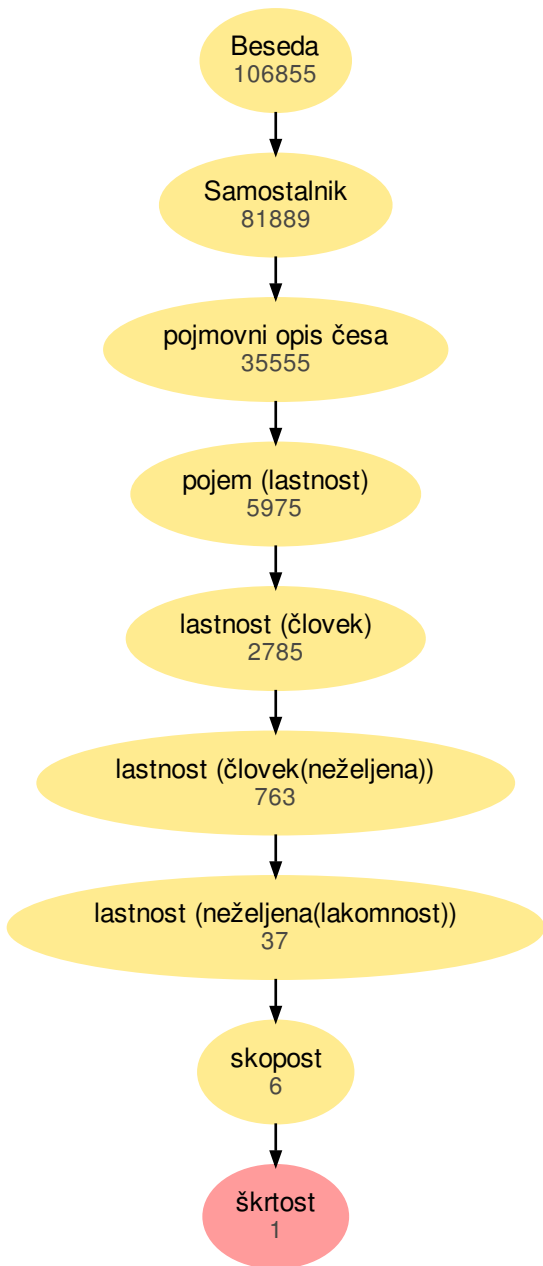 Beseda
106855
Samostalnik
81889
pojmovni opis česa
35555
pojem (lastnost)
5975
lastnost (človek)
2785
lastnost (človek(neželjena))
763
lastnost (neželjena(lakomnost))
37
skopost
6
škrtost
1